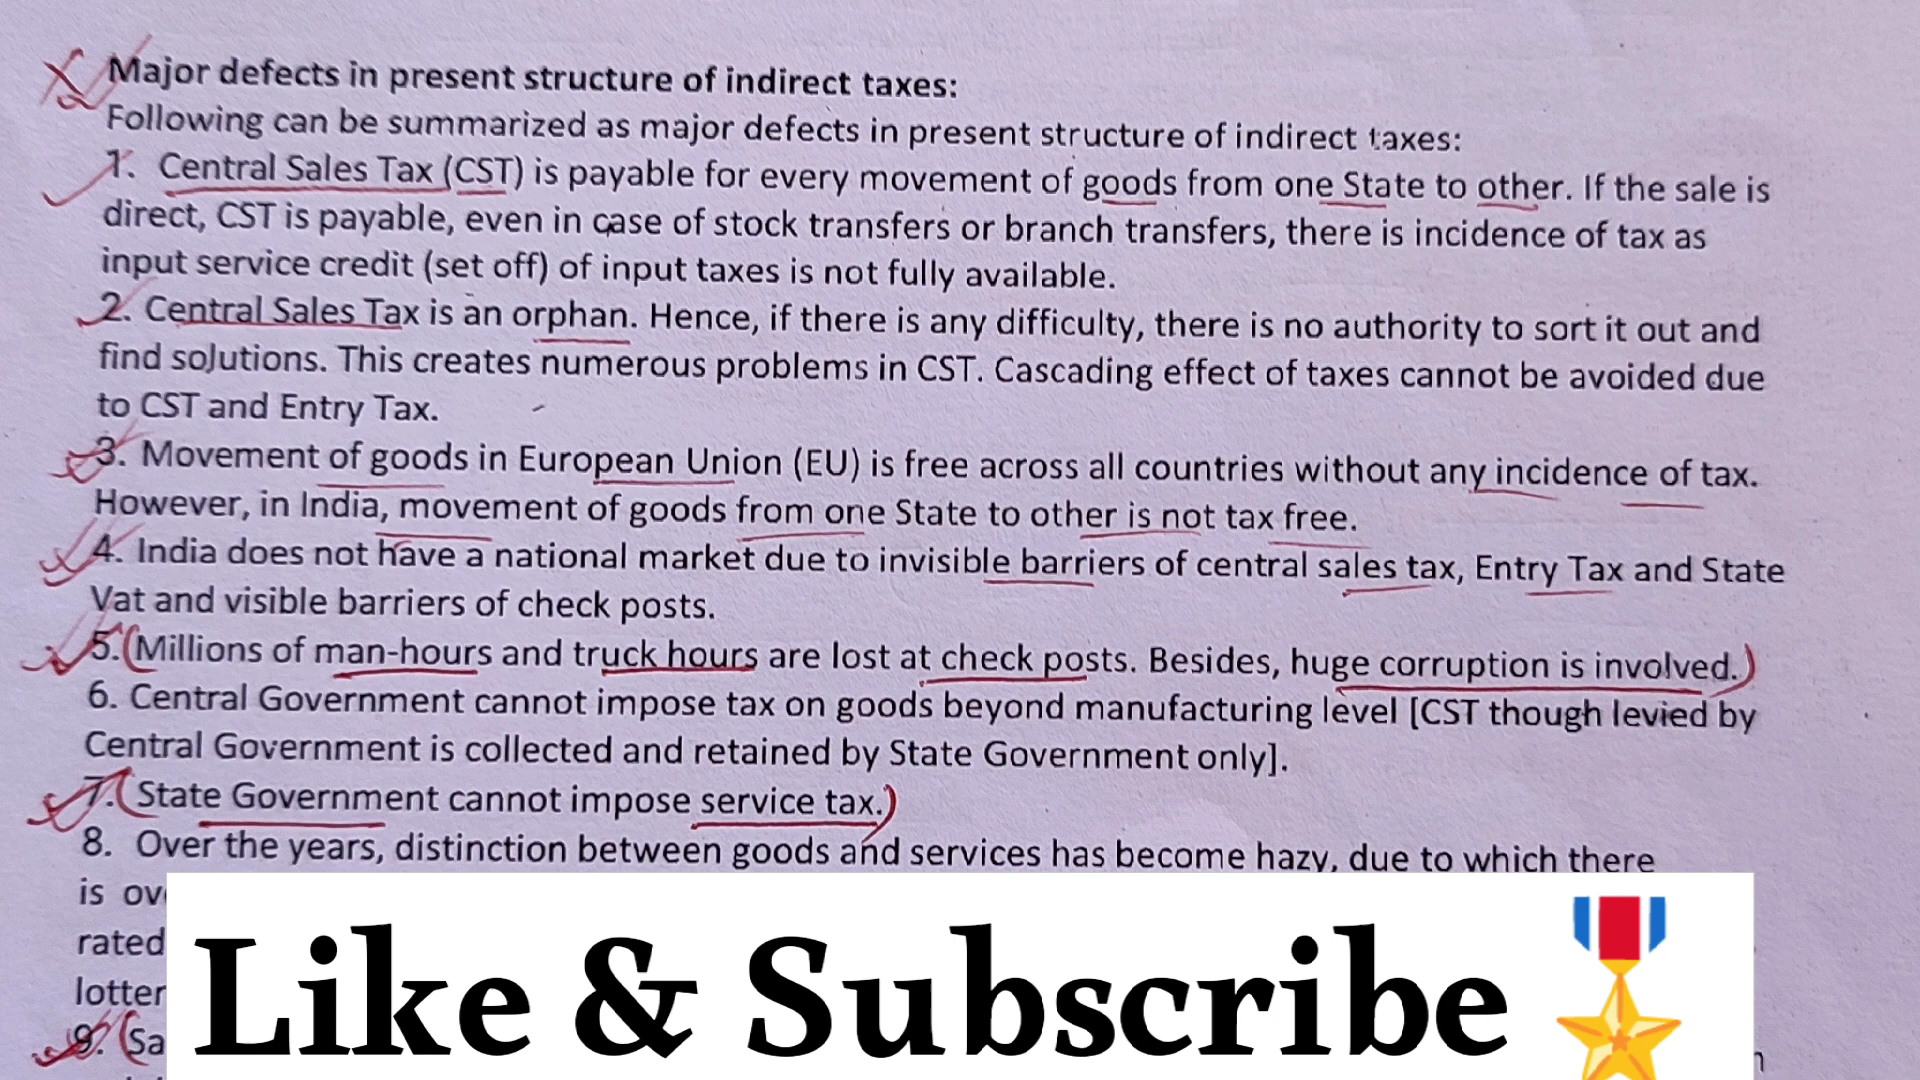 Major defects in present structure of indirect taxes:
Following can be summarized as major defects in present structure of indirect taxes:
1. Central Sales Tax (CST) is payable for every movement of goods from one State to other. If the sale is
direct, CST is payable, even in case of stock transfers or branch transfers, there is incidence of tax as
input service credit (set off) of input taxes is not fully available.
2. Central Sales Tax is an orphan. Hence, if there is any difficulty, there is no authority to sort it out and
find solutions. This creates numerous problems in CST. Cascading effect of taxes cannot be avoided due
to CST and Entry Tax.
3. Movement of goods in European Union (EU) is free across all countries without any incidence of tax.
However, in India, movement of goods from one State to other is not tax free.
4. India does not have a national market due to invisible barriers of central sales tax, Entry Tax and State
Vat and visible barriers of check posts.
5. (Millions of man-hours and truck hours are lost at check posts. Besides, huge corruption is involved.)
6. Central Government cannot impose tax on goods beyond manufacturing level [CST though levied by
Central Government is collected and retained by State Government only].
7. (State Government cannot impose service tax.)
8. Over the years, distinction between goods and services has become hazy, due to which there
is
rated
9.
Like & Subscribe